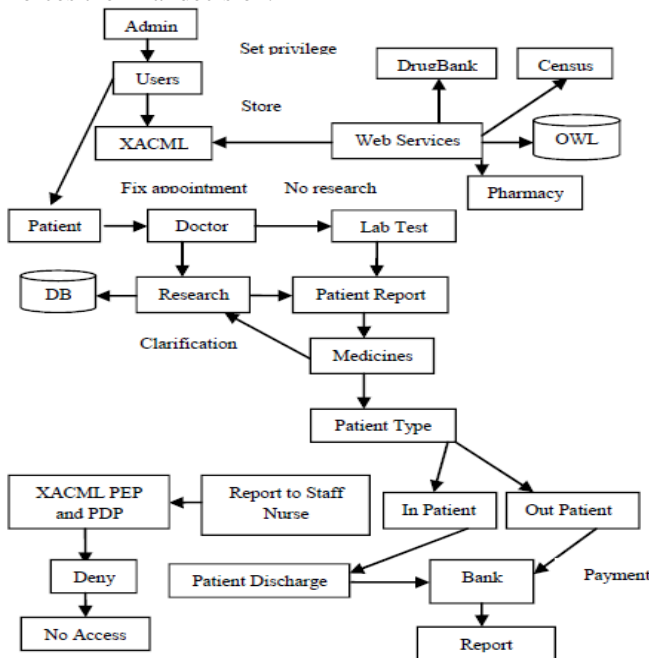 Admin
Set privilege
DrugBank
Census
Users
Store
XACML
Web Services
OWL
Pharmacy
Fix appointment
No research
Patient
Doctor
Lab Test
DB
Research
Patient Report
Clarification
Medicines
Patient Type
XACML PEP
and PDP
Report to Staff
Nurse
In Patient
Out Patient
Deny
Patient Discharge
Bank
Payment
No Access
Report